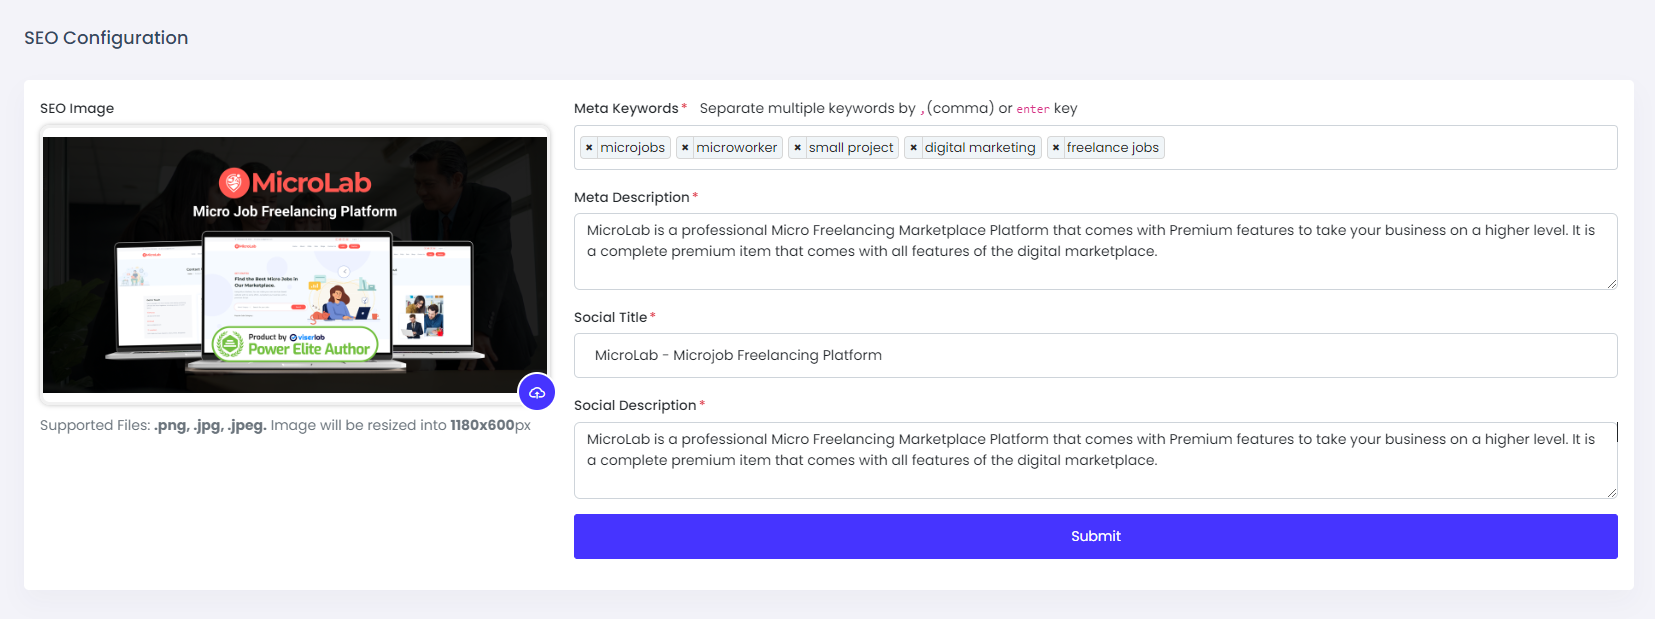 SEO Configuration
SEO Image
MicroLab
Micro Job Freelancing Platform
Find the Best Micro Jobs in
Our Marketplace.
Product by viserlab
Power Elite Author
Supported Files: .png, .jpg, .jpeg. Image will be resized into 1180x600px
Meta Keywords* Separate multiple keywords by ,(comma) or enter key
× microjobs × microworker × small project × digital marketing × freelance jobs
Meta Description*
MicroLab is a professional Micro Freelancing Marketplace Platform that comes with Premium features to take your business on a higher level. It is
a complete premium item that comes with all features of the digital marketplace.
Social Title*
MicroLab - Microjob Freelancing Platform
Social Description*
MicroLab is a professional Micro Freelancing Marketplace Platform that comes with Premium features to take your business on a higher level. It is
a complete premium item that comes with all features of the digital marketplace.
Submit